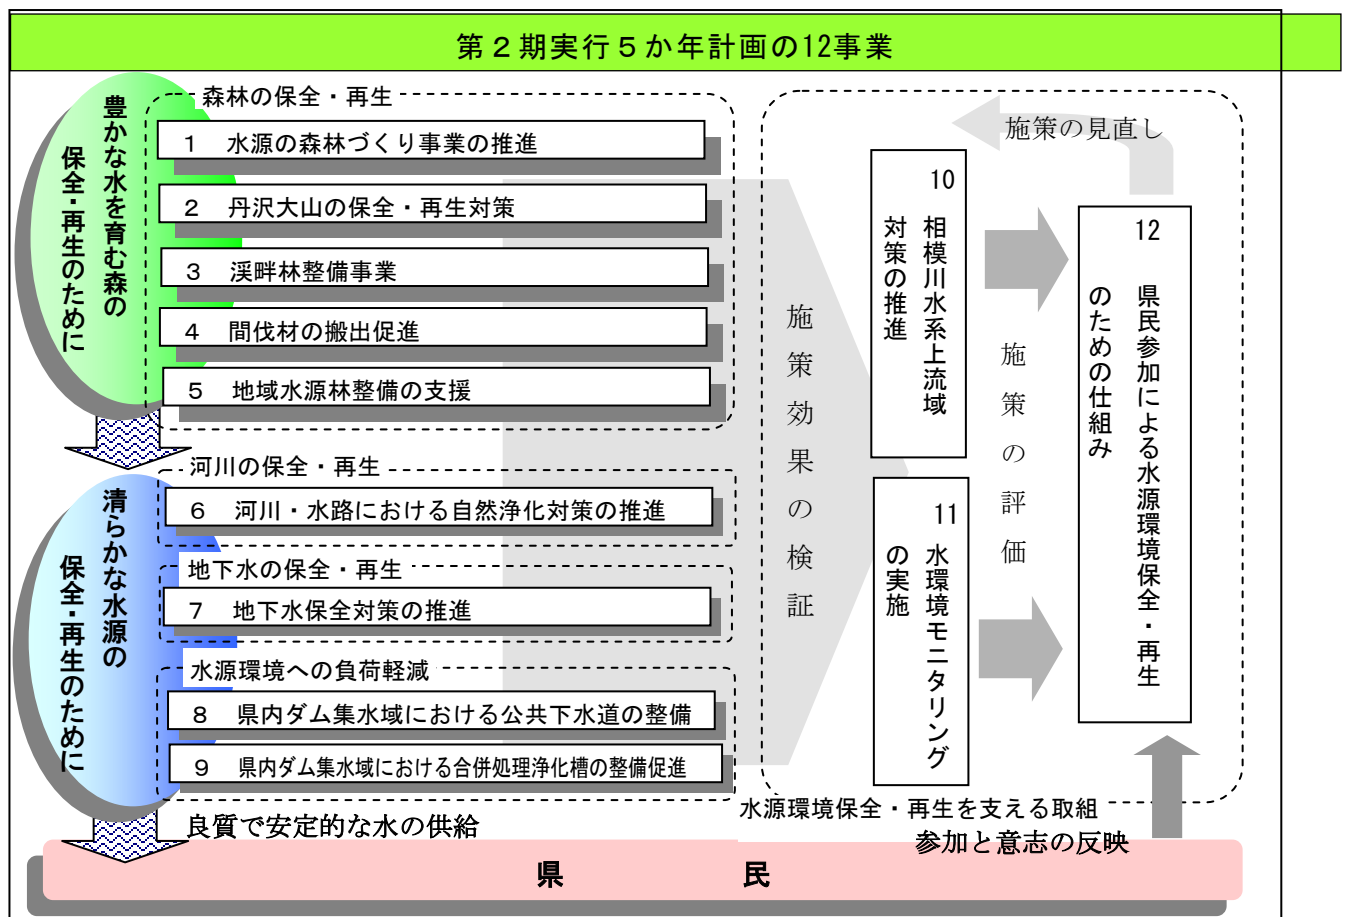 第２期実行５か年計画の12事業
豊かな水を育む森の
保全・再生のために
森林の保全・再生
１　水源の森林づくり事業の推進
２　丹沢大山の保全・再生対策
３　渓畔林整備事業
４　間伐材の搬出促進
５　地域水源林整備の支援
清らかな水源の
保全・再生のために
河川の保全・再生
６　河川・水路における自然浄化対策の推進
地下水の保全・再生
７　地下水保全対策の推進
水源環境への負荷軽減
８　県内ダム集水域における公共下水道の整備
９　県内ダム集水域における合併処理浄化槽の整備促進
施策効果の検証
10　相模川水系上流域
対策の推進
11　水環境モニタリング
の実施
施策の評価
施策の見直し
12　県民参加による水源環境保全・再生
のための仕組み
水源環境保全・再生を支える取組
良質で安定的な水の供給
参加と意志の反映
県　民